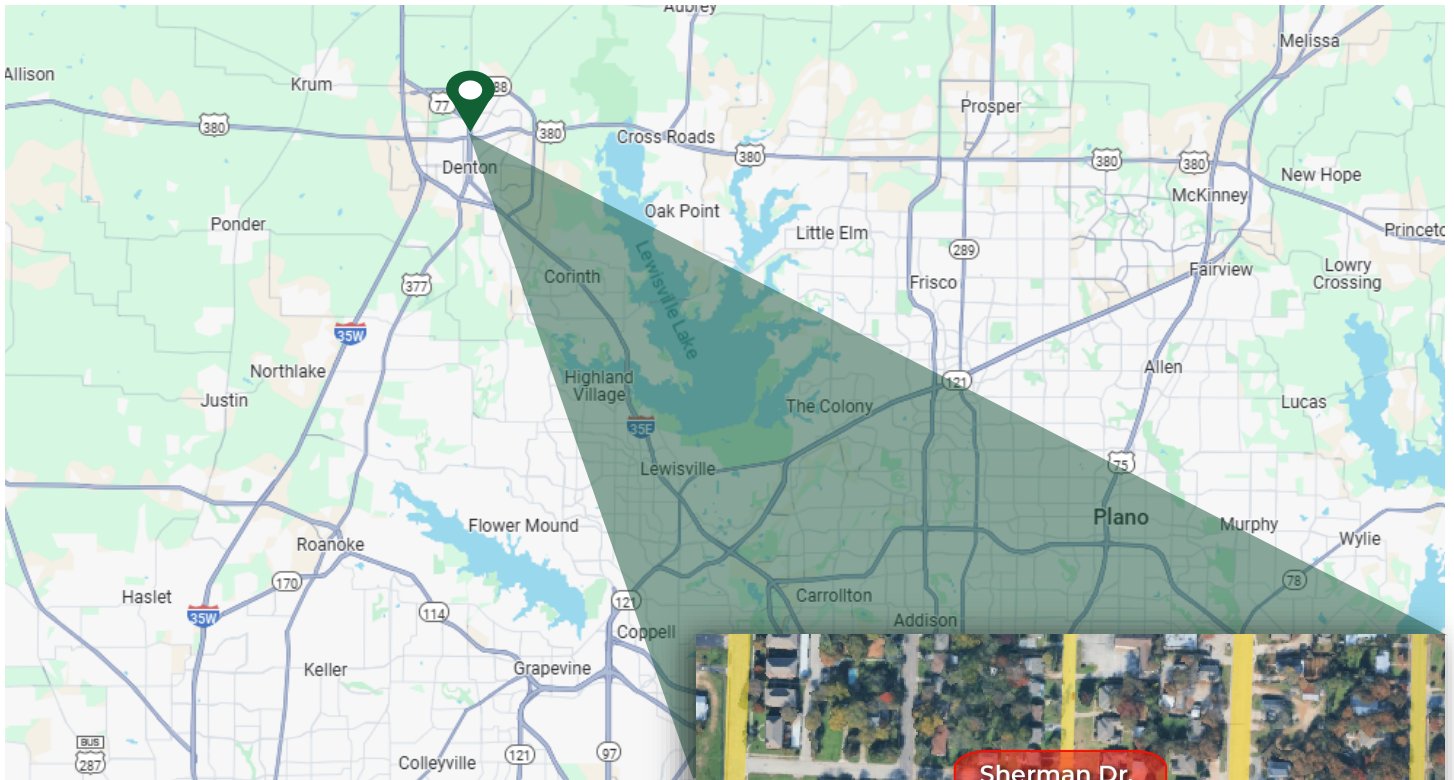 Aubrey
Melissa
Allison
Krum
88
77
Prosper
380
380
Cross Roads
380
380
380
Denton
New Hope
McKinney
Oak Point
Ponder
Little Elm
Princeto
289
Fairview
Lowry
Crossing
Corinth
377
Frisco
Lewisville Lake
35W
Northlake
Allen
Highland
Village
121
Justin
The Colony
Lucas
35E
Lewisville
75
Plano
Murphy
Flower Mound
Wylie
Roanoke
170
78
Haslet
Carrollton
121
114
35W
Addison
Coppell
Keller
Grapevine
BUS
287
121
97
Colleyville
Sherman Dr.